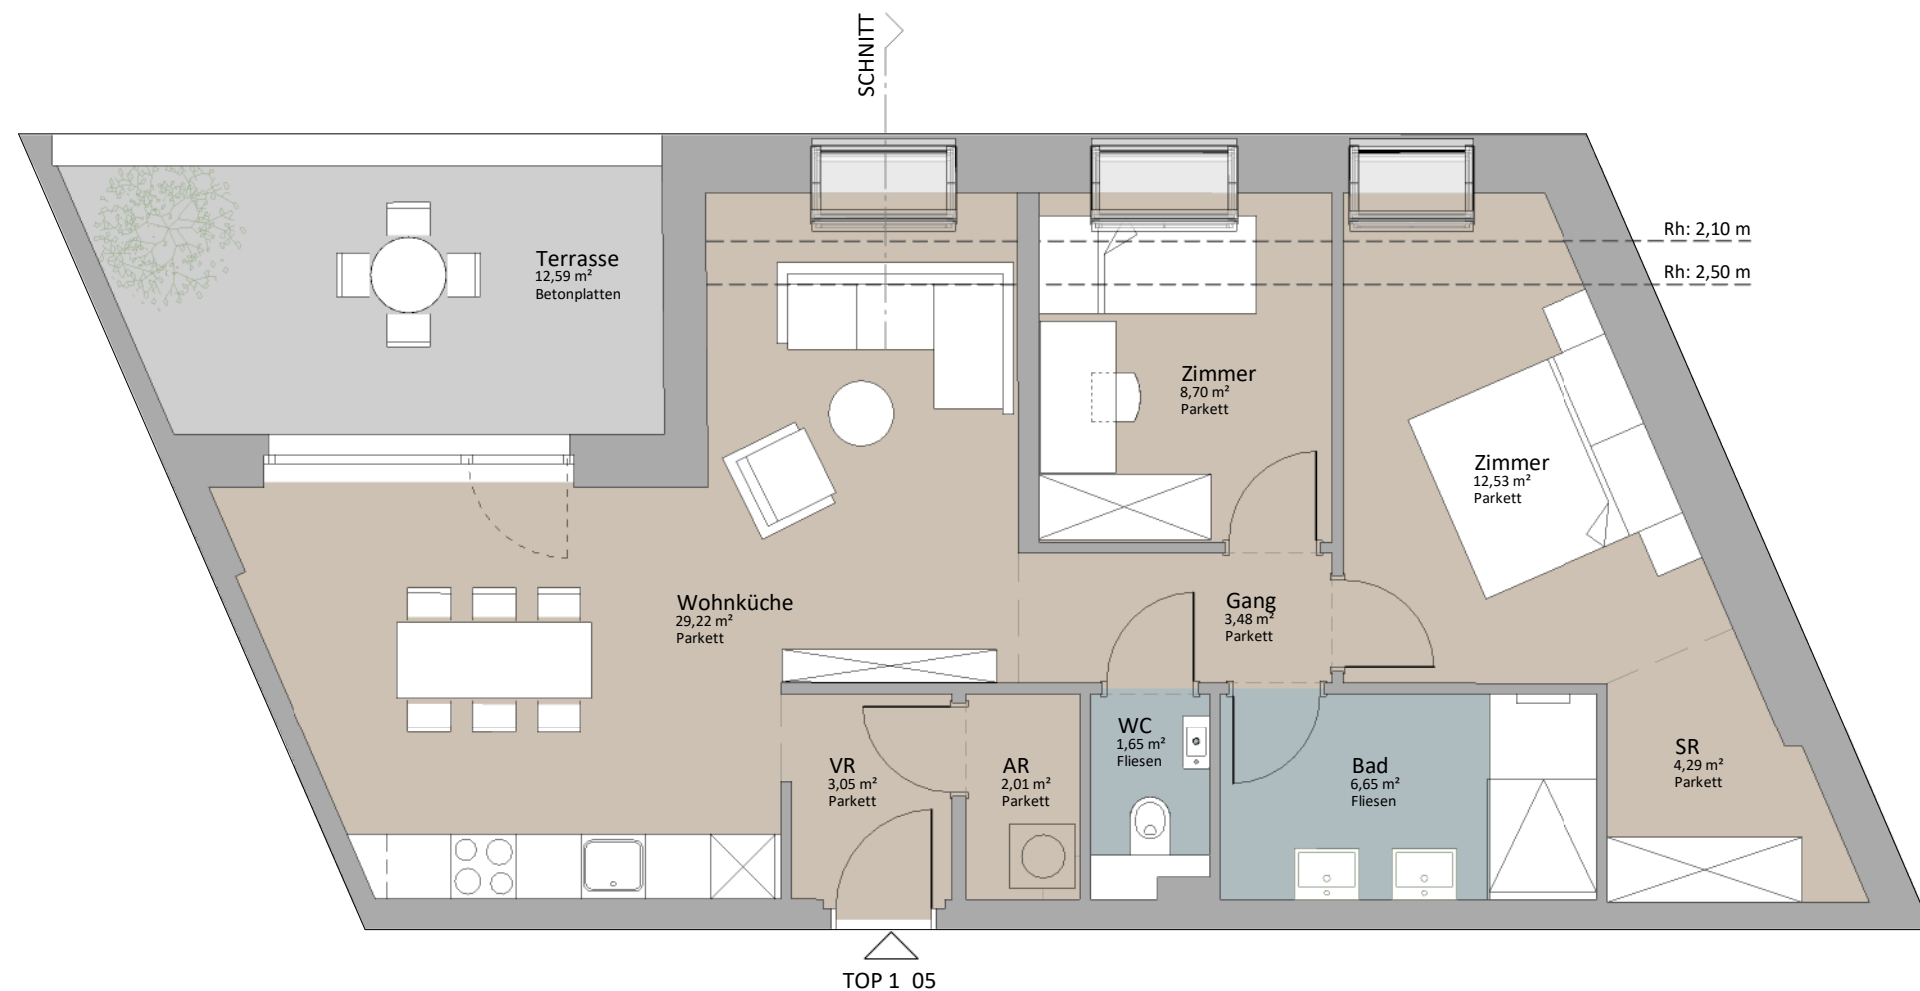 SCHNITT
Rh: 2,10 m
Rh: 2,50 m
Terrasse
12,59 m²
Betonplatten
Zimmer
8,70 m²
Parkett
Zimmer
12,53 m²
Parkett
Wohnküche
29,22 m²
Parkett
Gang
3,48 m²
Parkett
VR
3,05 m²
Parkett
AR
2,01 m²
Parkett
WC
1,65 m²
Fliesen
Bad
6,65 m²
Fliesen
SR
4,29 m²
Parkett
TOP 1 05